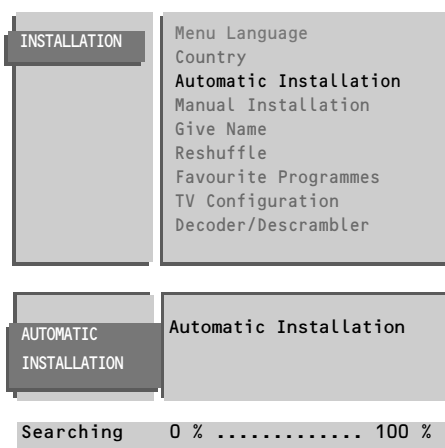 INSTALLATION
Menu Language
Country
Automatic Installation
Manual Installation
Give Name
Reshuffle
Favourite Programmes
TV Configuration
Decoder/Descrambler
AUTOMATIC
INSTALLATION
Automatic Installation
Searching 0 % ............. 100 %